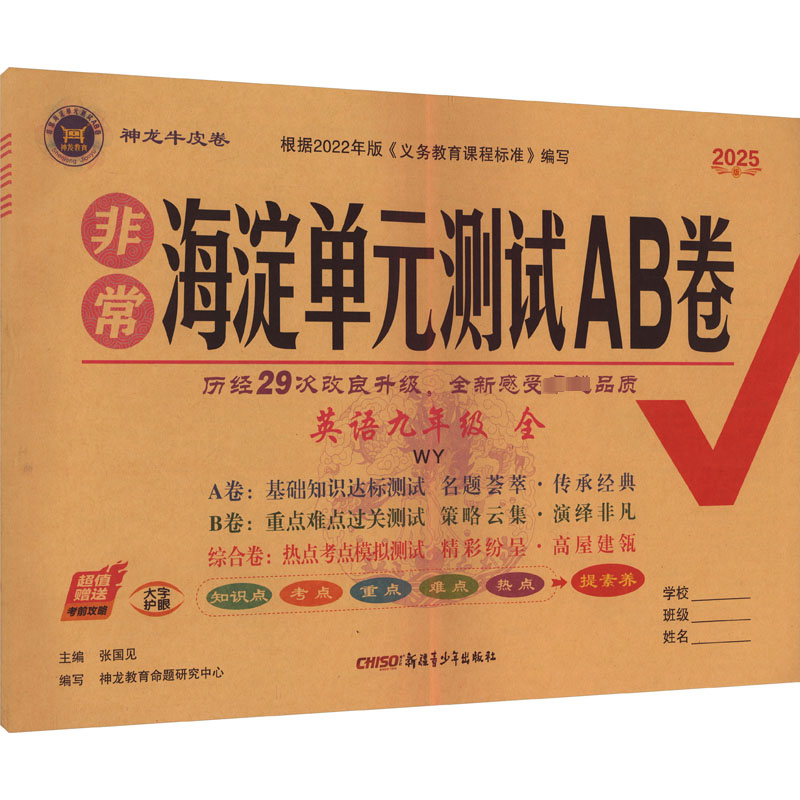 神龙牛皮卷
根据2022年版《义务教育课程标准》编写
2025
版
非常
海淀单元测试AB卷
历经29次改良升级,全新感受品质
英语九年级 全
WY
A卷:基础知识达标测试 名题荟萃·传承经典
B卷:重点难点过关测试 策略云集·演绎非凡
综合卷:热点考点模拟测试 精彩纷呈·高屋建瓴
超值
赠送
考前攻略
大字
护眼
知识点 考点 重点 难点 热点 提素养
学校
班级
姓名
主编 张国见
编写 神龙教育命题研究中心
CHISO 新疆青少年出版社